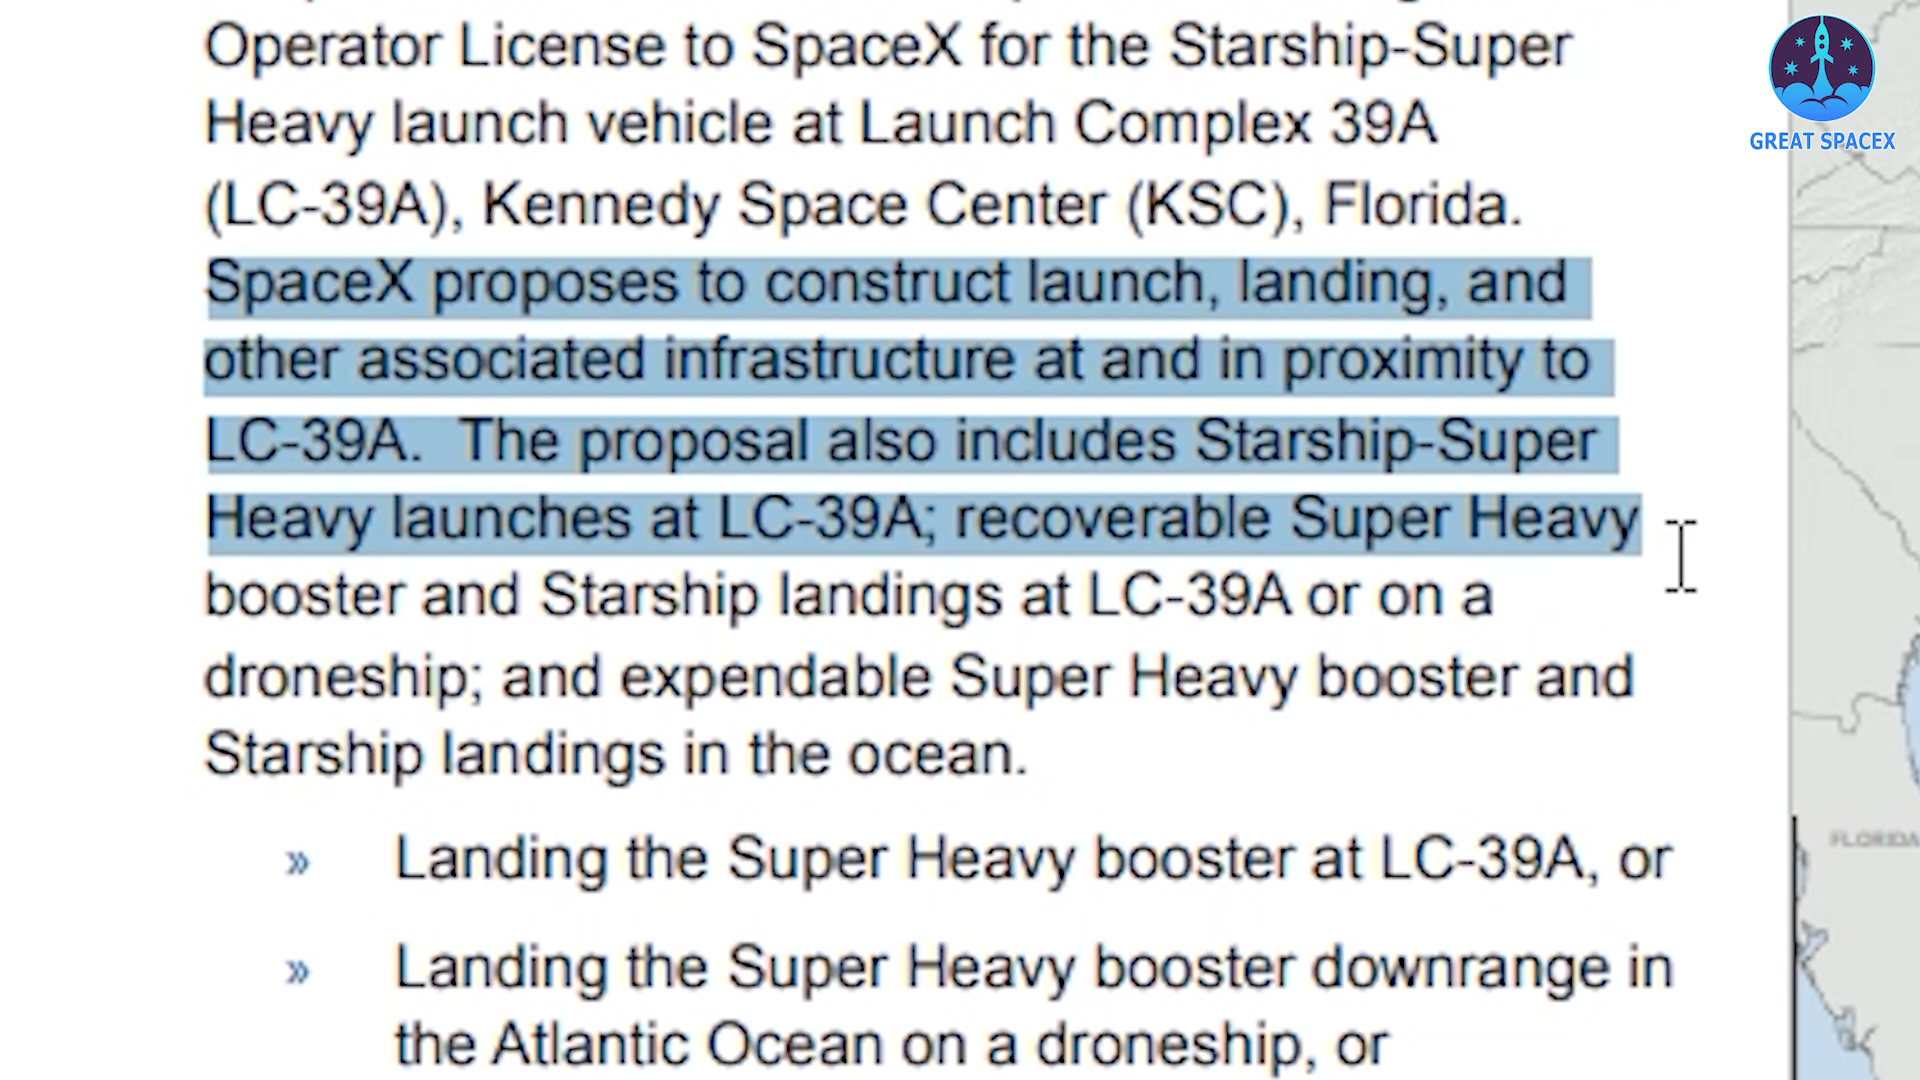 Operator License to SpaceX for the Starship-Super
Heavy launch vehicle at Launch Complex 39A
(LC-39A), Kennedy Space Center (KSC), Florida.
SpaceX proposes to construct launch, landing, and
other associated infrastructure at and in proximity to
LC-39A.  The proposal also includes Starship-Super
Heavy launches at LC-39A; recoverable Super Heavy
booster and Starship landings at LC-39A or on a
droneship; and expendable Super Heavy booster and
Starship landings in the ocean.
» Landing the Super Heavy booster at LC-39A, or
» Landing the Super Heavy booster downrange in
the Atlantic Ocean on a droneship, or
GREAT SPACEX
FLORIDA